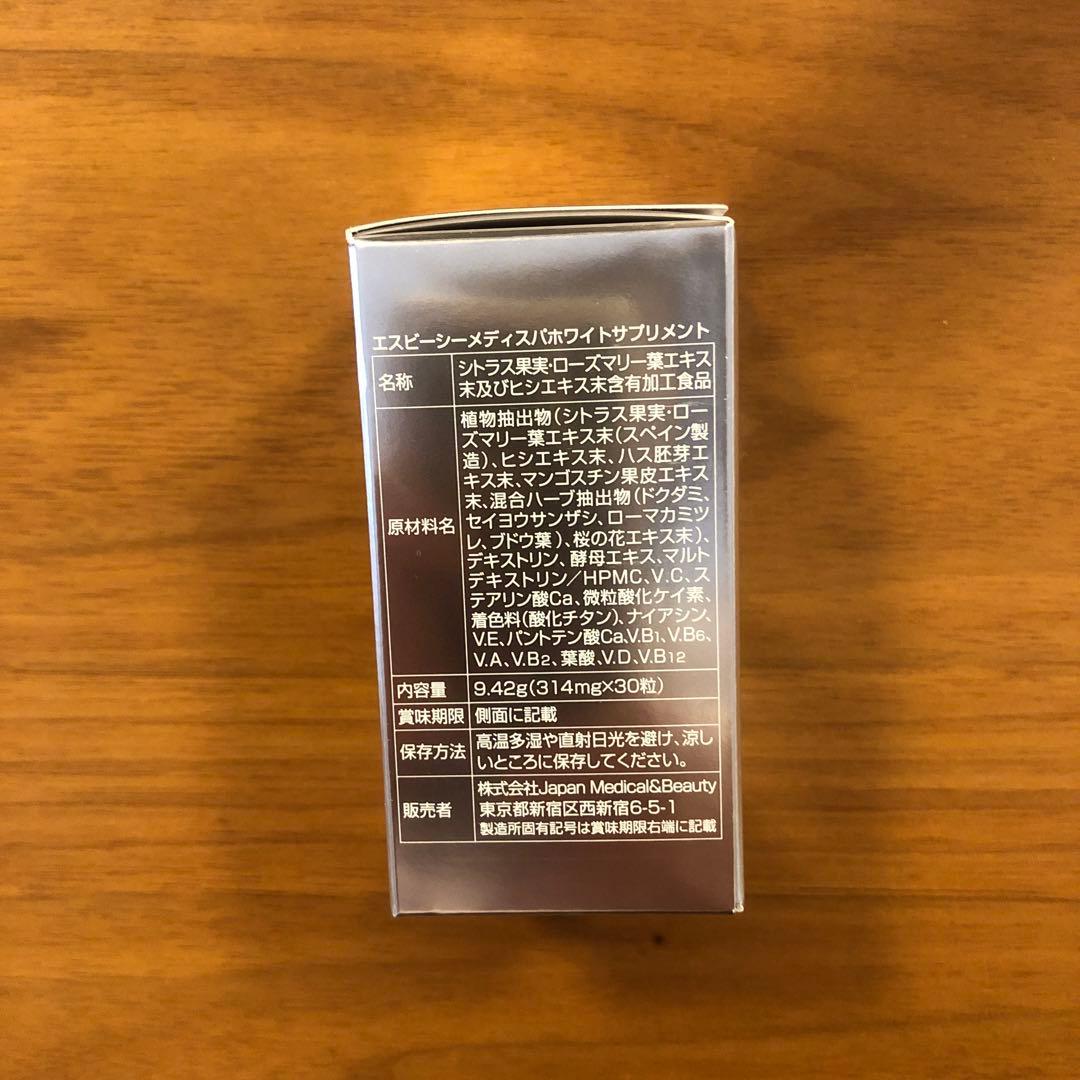 エスビーシーメディスパホワイトサプリメント
名称
シトラス果実・ローズマリー葉エキス
末及びヒシエキス末含有加工食品
原材料名
植物抽出物(シトラス果実・ロー
ズマリー葉エキス末(スペイン製
造)、ヒシエキス末、ハス胚芽エ
キス末、マンゴスチン果皮エキス
末、混合ハーブ抽出物(ドクダミ、
セイヨウサンザシ、ローマカミツ
レ、ブドウ葉)、桜の花エキス末)、
デキストリン、酵母エキス、マルト
デキストリン/HPMC、V.C、ス
テアリン酸Ca、微粒酸化ケイ素、
着色料(酸化チタン)、ナイアシン、
V.E、パントテン酸Ca、V.B1、V.B6、
V.A、V.B2、葉酸、V.D、V.B12
内容量
9.42g(314mg×30粒)
賞味期限
側面に記載
保存方法
高温多湿や直射日光を避け、涼し
いところに保存してください。
販売者
株式会社Japan Medical&Beauty
東京都新宿区西新宿6-5-1
製造所固有記号は賞味期限右端に記載